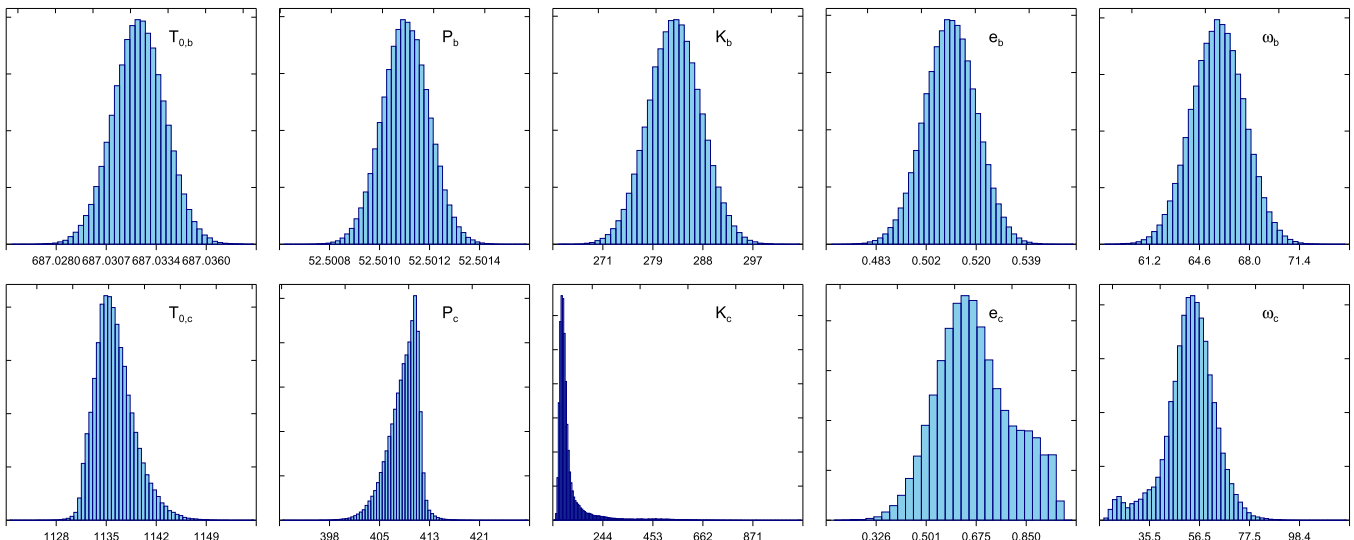 T0,b
Pb
Kb
eb
ωb
687.0280 687.0307 687.0334 687.0360
52.5008 52.5010 52.5012 52.5014
271 279 288 297
0.483 0.502 0.520 0.539
61.2 64.6 68.0 71.4
T0,c
Pc
Kc
ec
ωc
1128 1135 1142 1149
398 405 413 421
244 453 662 871
0.326 0.501 0.675 0.850
35.5 56.5 77.5 98.4